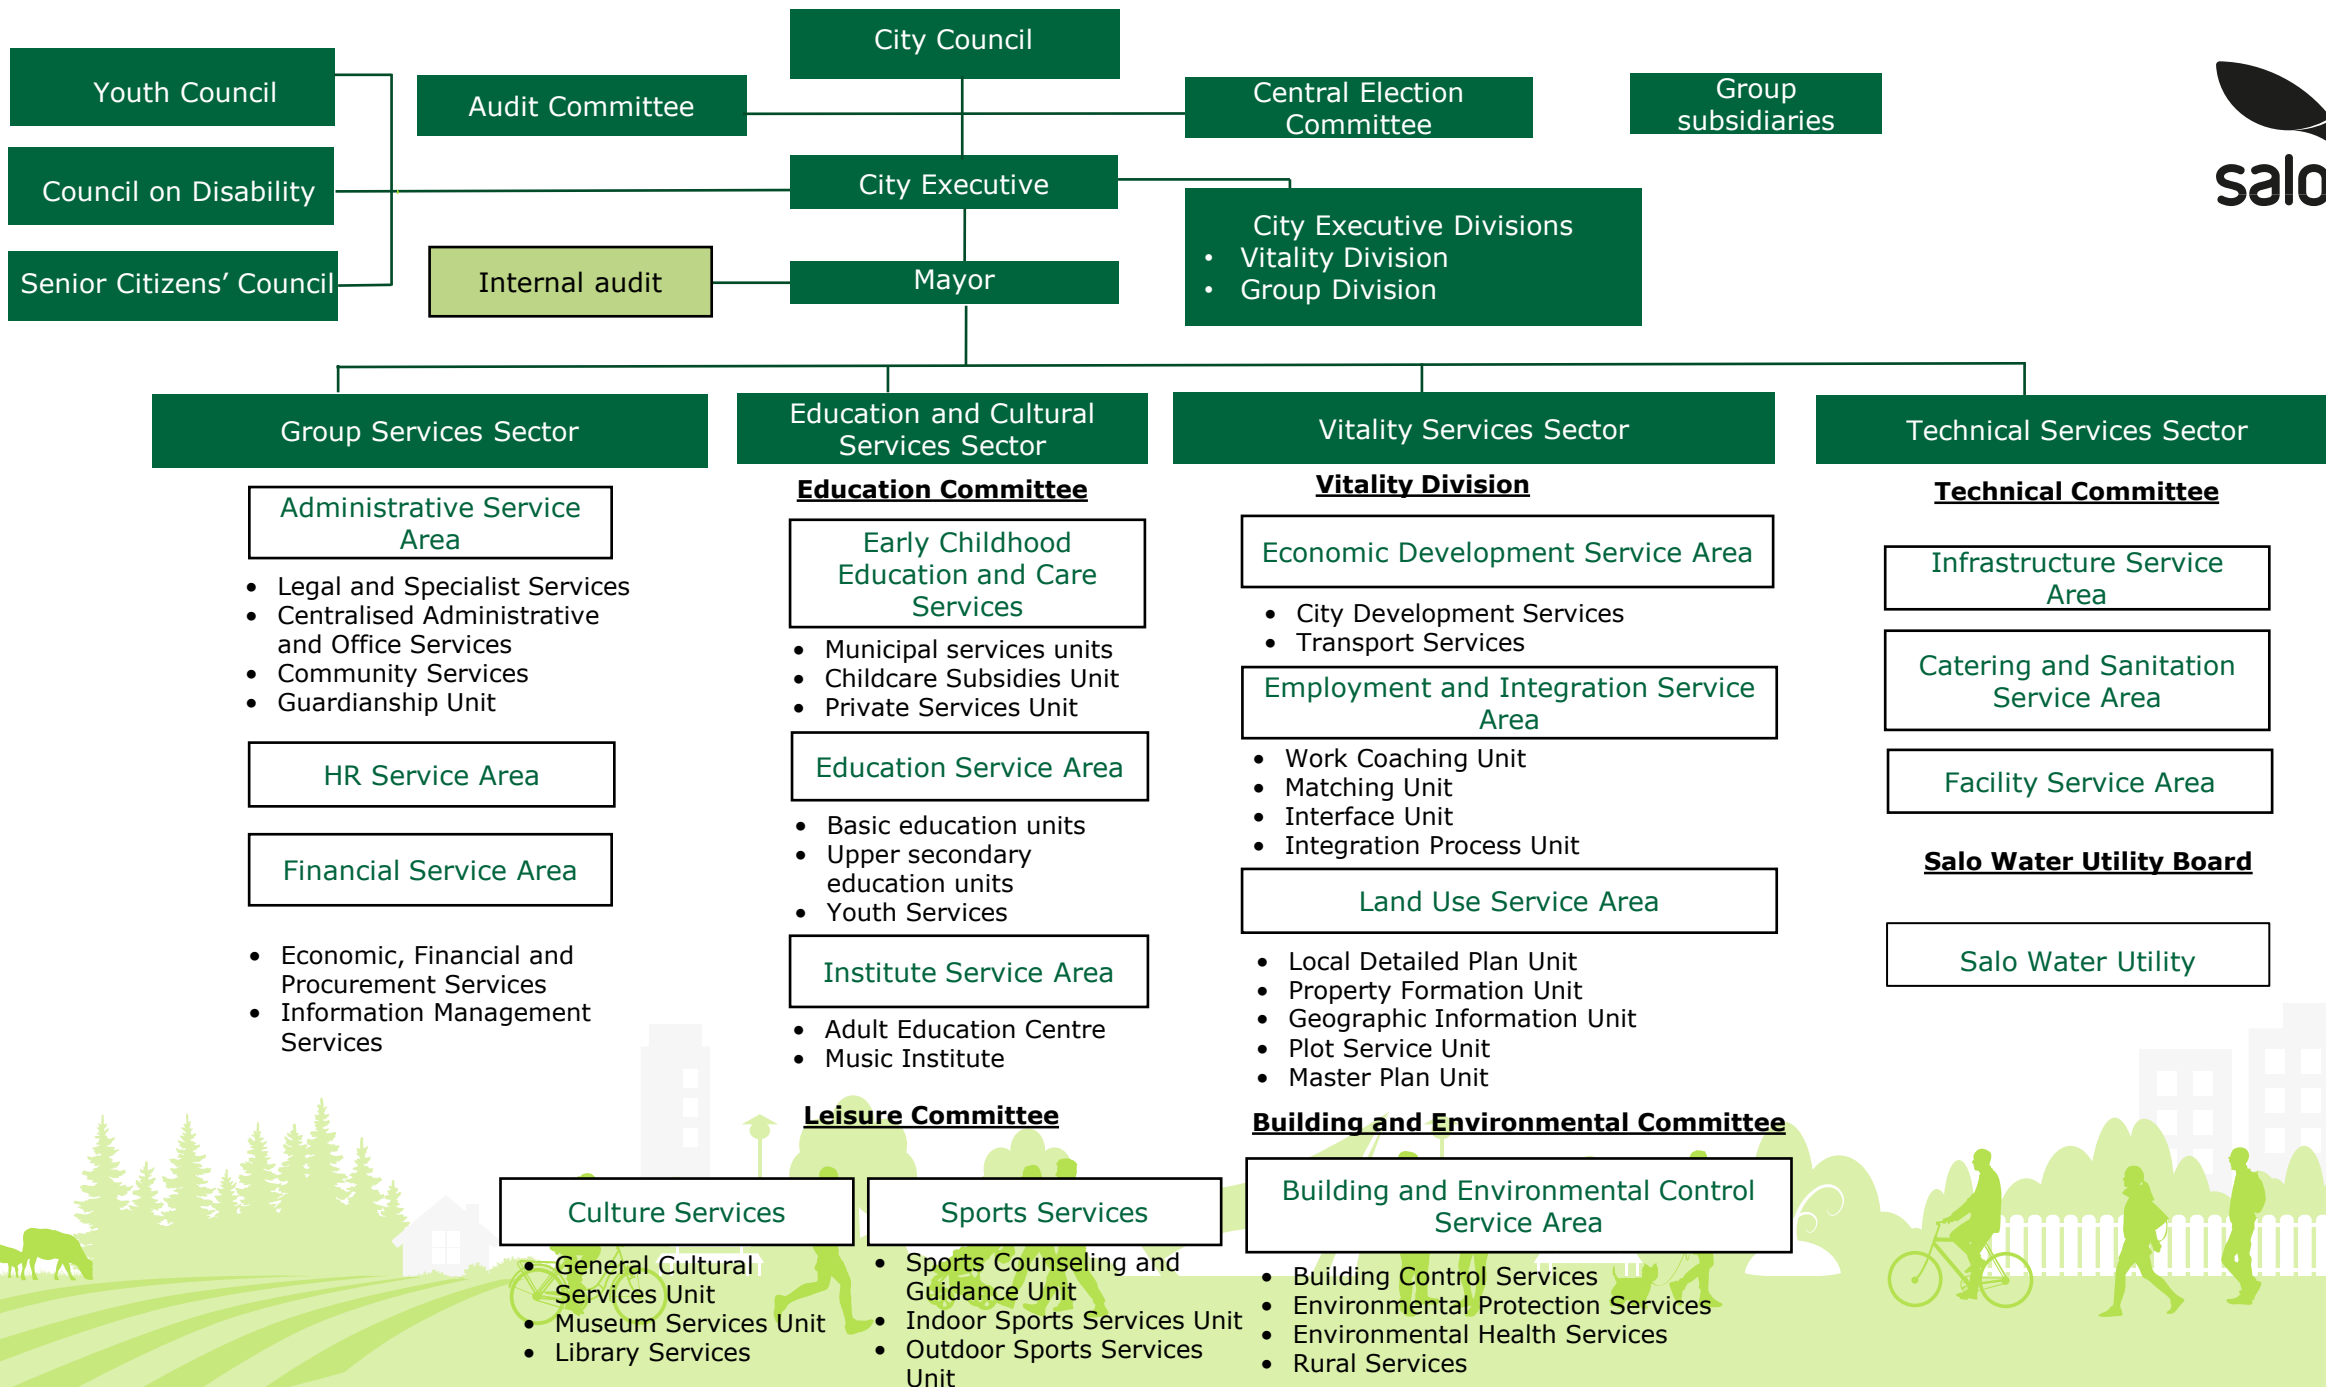 City Council
Youth Council
Audit Committee
Central Election
Committee
Group
subsidiaries
salo
Council on Disability
City Executive
Senior Citizens’ Council
Internal audit
Mayor
City Executive Divisions
• Vitality Division
• Group Division
Group Services Sector
Administrative Service
Area
• Legal and Specialist Services
• Centralised Administrative
and Office Services
• Community Services
• Guardianship Unit
HR Service Area
Financial Service Area
• Economic, Financial and
Procurement Services
• Information Management
Services
Education and Cultural
Services Sector
Education Committee
Early Childhood
Education and Care
Services
• Municipal services units
• Childcare Subsidies Unit
• Private Services Unit
Education Service Area
• Basic education units
• Upper secondary
education units
• Youth Services
Institute Service Area
• Adult Education Centre
• Music Institute
Leisure Committee
Culture Services
• General Cultural
Services Unit
• Museum Services Unit
• Library Services
Sports Services
• Sports Counseling and
Guidance Unit
• Indoor Sports Services Unit
• Outdoor Sports Services
Unit
Vitality Services Sector
Vitality Division
Economic Development Service Area
• City Development Services
• Transport Services
Employment and Integration Service
Area
• Work Coaching Unit
• Matching Unit
• Interface Unit
• Integration Process Unit
Land Use Service Area
• Local Detailed Plan Unit
• Property Formation Unit
• Geographic Information Unit
• Plot Service Unit
• Master Plan Unit
Building and Environmental Committee
Building and Environmental Control
Service Area
• Building Control Services
• Environmental Protection Services
• Environmental Health Services
• Rural Services
Technical Services Sector
Technical Committee
Infrastructure Service
Area
Catering and Sanitation
Service Area
Facility Service Area
Salo Water Utility Board
Salo Water Utility